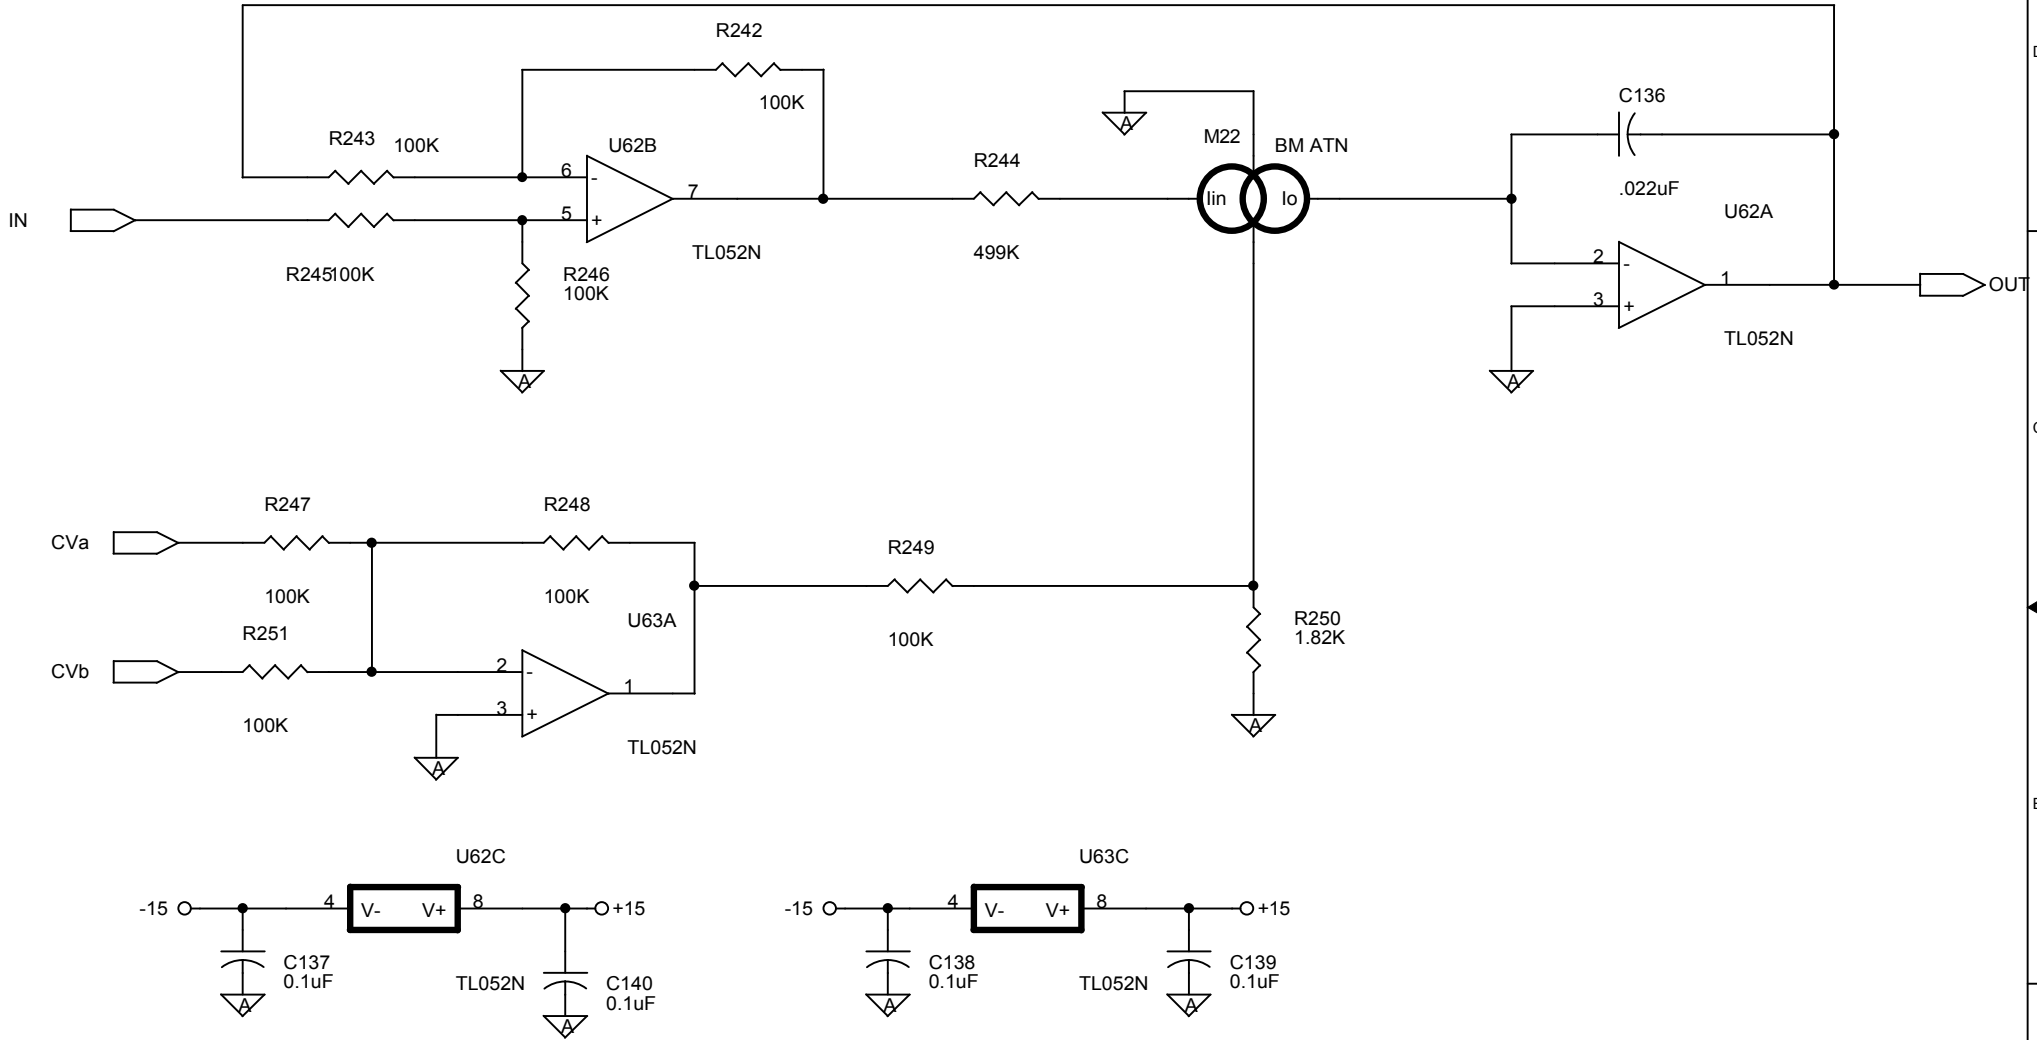 R242
100K
C136
.022uF
R243
100K
U62B
6
-
5
+
7
TL052N
R244
499K
A
M22
BM ATN
Iin
Io
IN
R245
100K
R246
100K
A
U62A
2
-
3
+
1
TL052N
OUT
A
R247
100K
R248
100K
CVa
R251
100K
CVb
U63A
2
-
3
+
1
TL052N
A
R249
100K
R250
1.82K
A
U62C
-15
4
V-
V+
8
+15
C137
0.1uF
A
TL052N
C140
0.1uF
A
U63C
-15
4
V-
V+
8
+15
C138
0.1uF
A
TL052N
C139
0.1uF
A